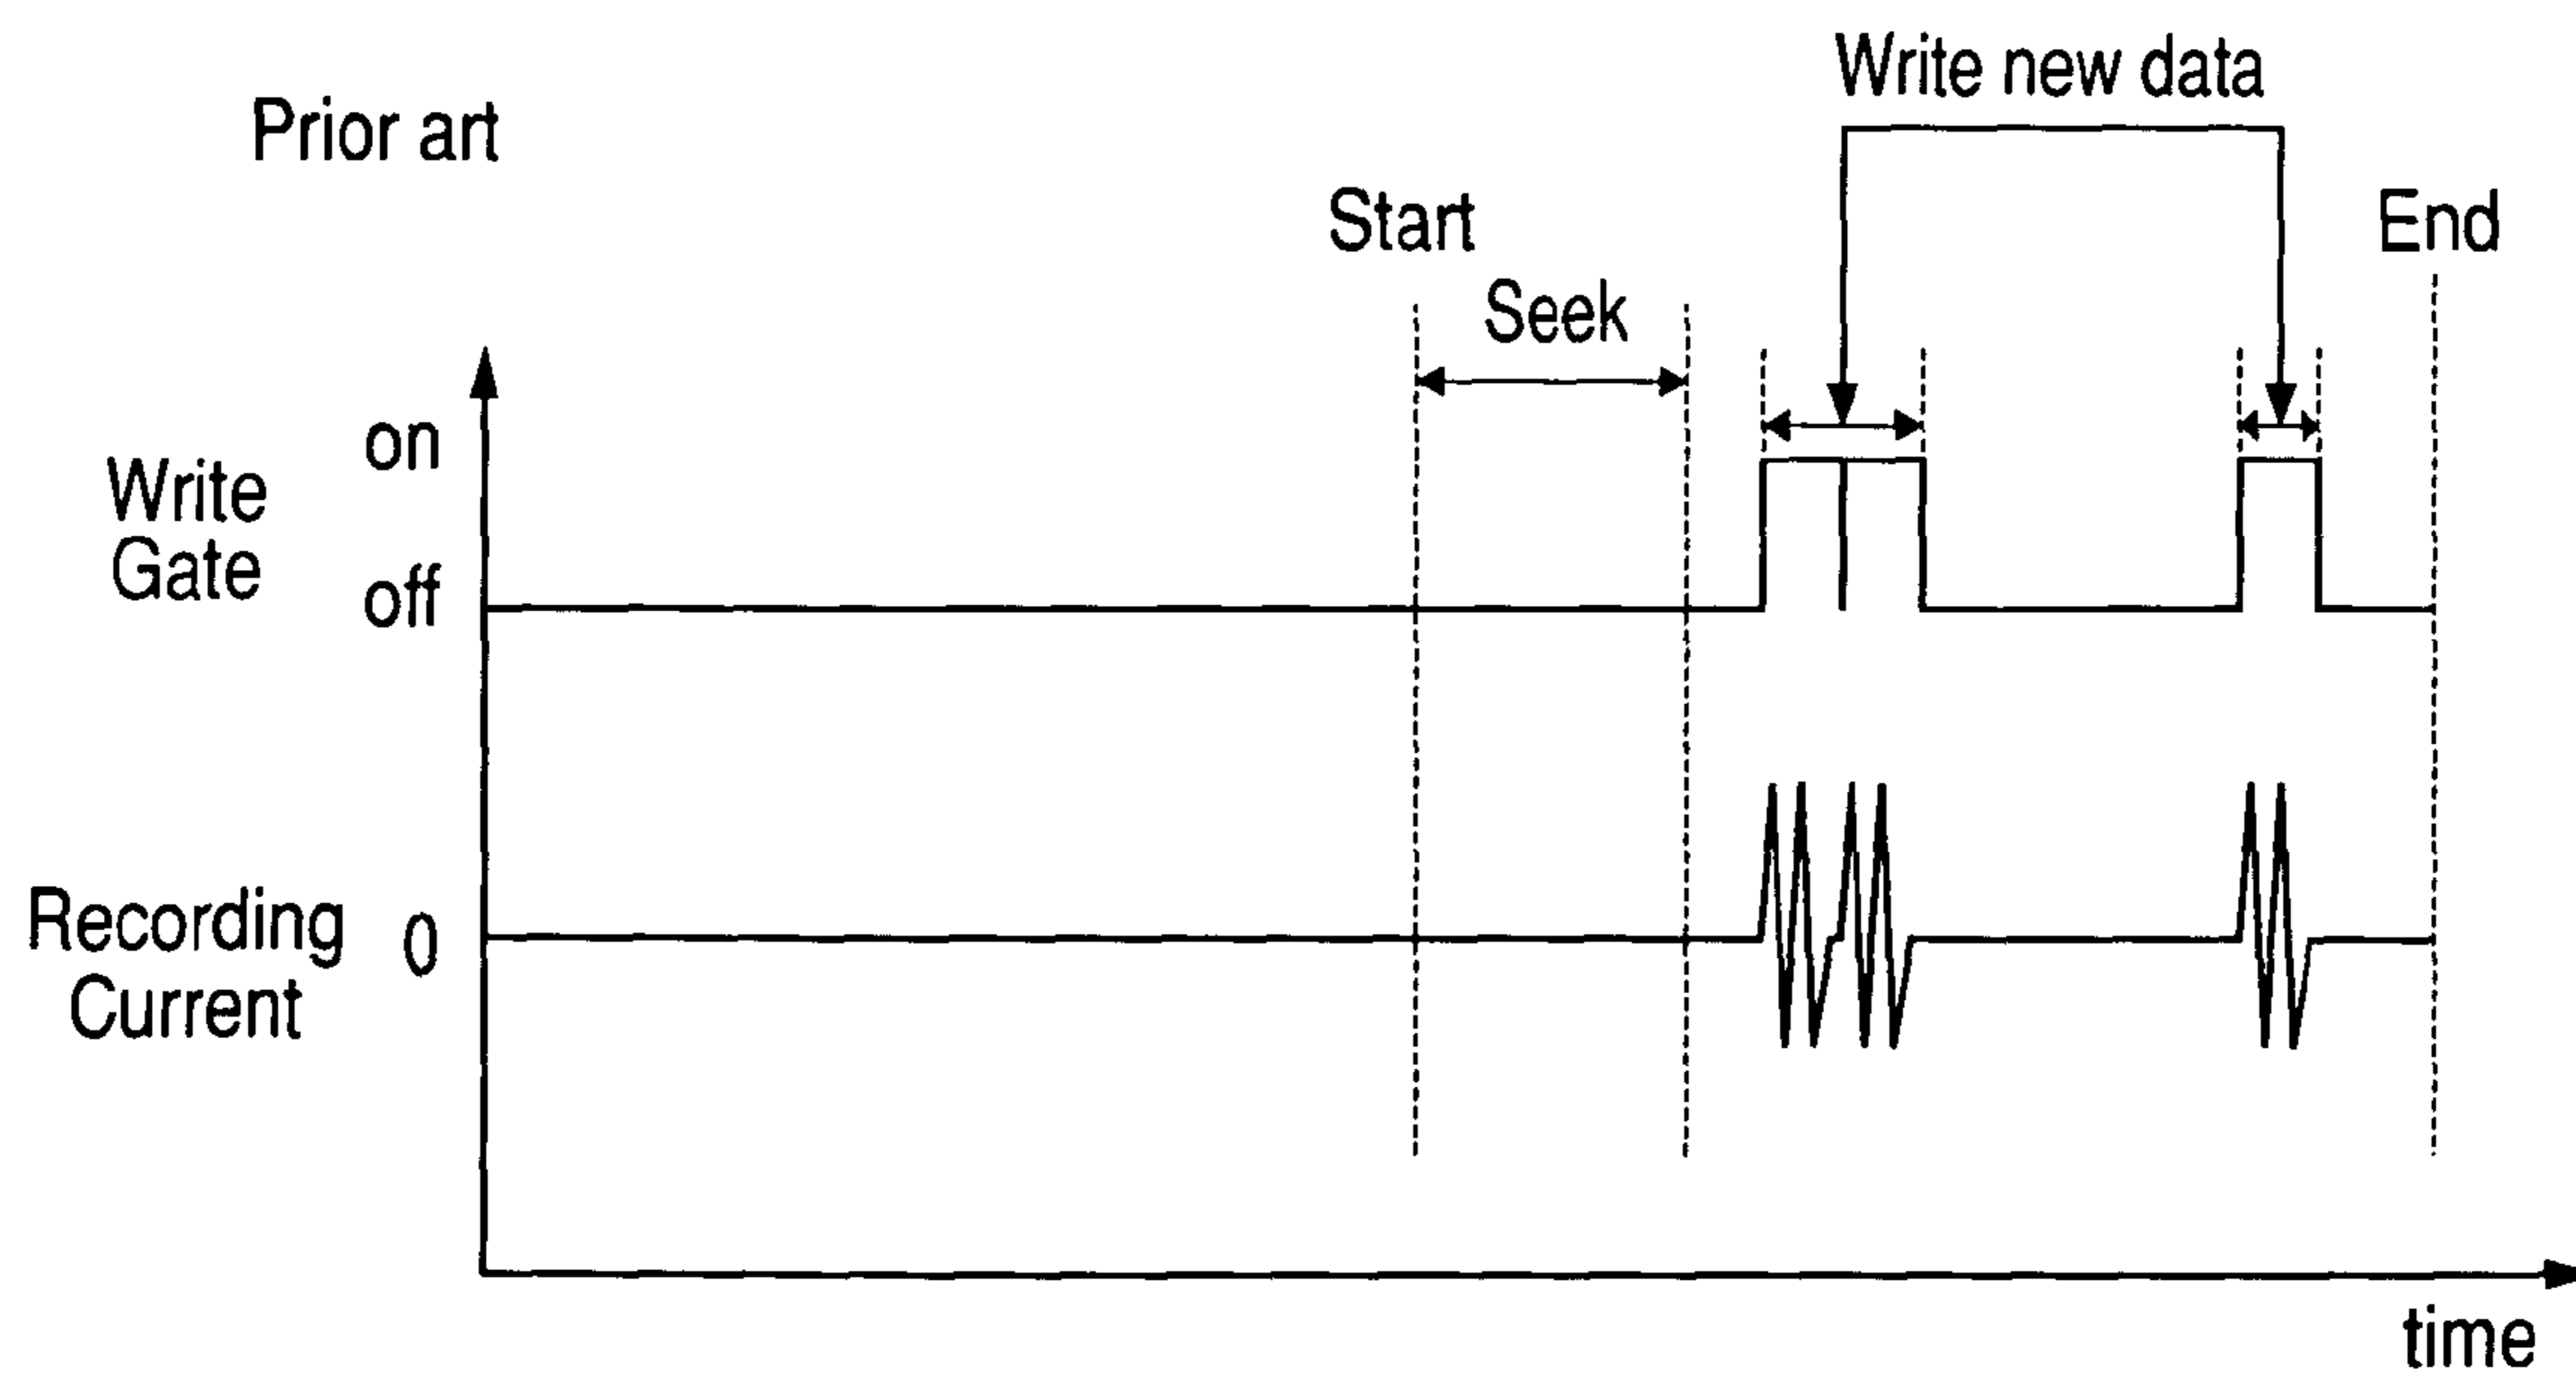 Write new data
Prior art
Start
End
Seek
on
Write
Gate
off
Recording
Current
0
time